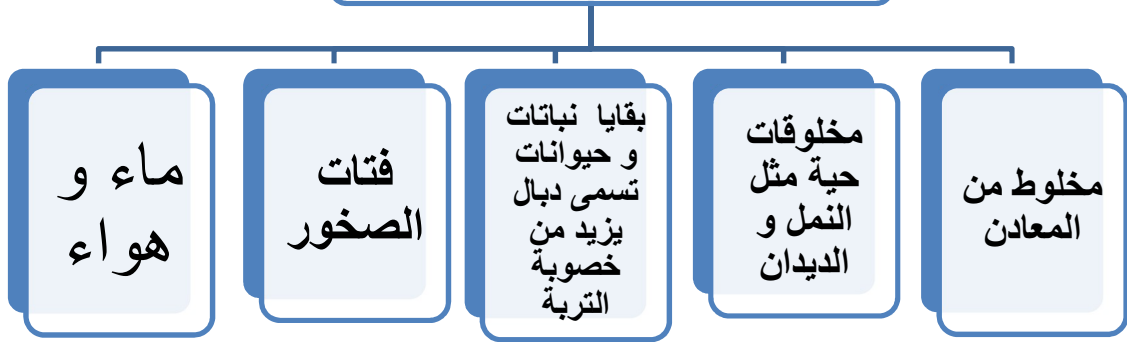 مخلوط من
المعادن
مخلوقات
حية مثل
النمل و
الديدان
بقايا نباتات
و حيوانات
تسمى دبال
يزيد من
خصوبة
التربة
فتات
الصخور
ماء و
هواء